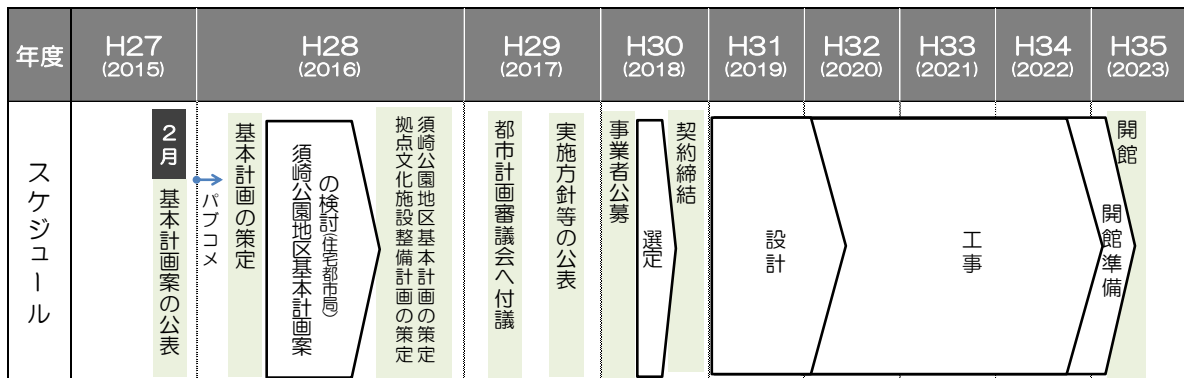 年度
H27
(2015)
H28
(2016)
H29
(2017)
H30
(2018)
H31
(2019)
H32
(2020)
H33
(2021)
H34
(2022)
H35
(2023)
スケジュール
2月
基本計画案の公表
パブコメ
基本計画の策定
須崎公園地区基本計画案
の検討(住宅都市局)
須崎公園地区基本計画の策定
拠点文化施設整備計画の策定
都市計画審議会へ付議
実施方針等の公表
事業者公募
選定
契約締結
設計
工事
開館準備
開館